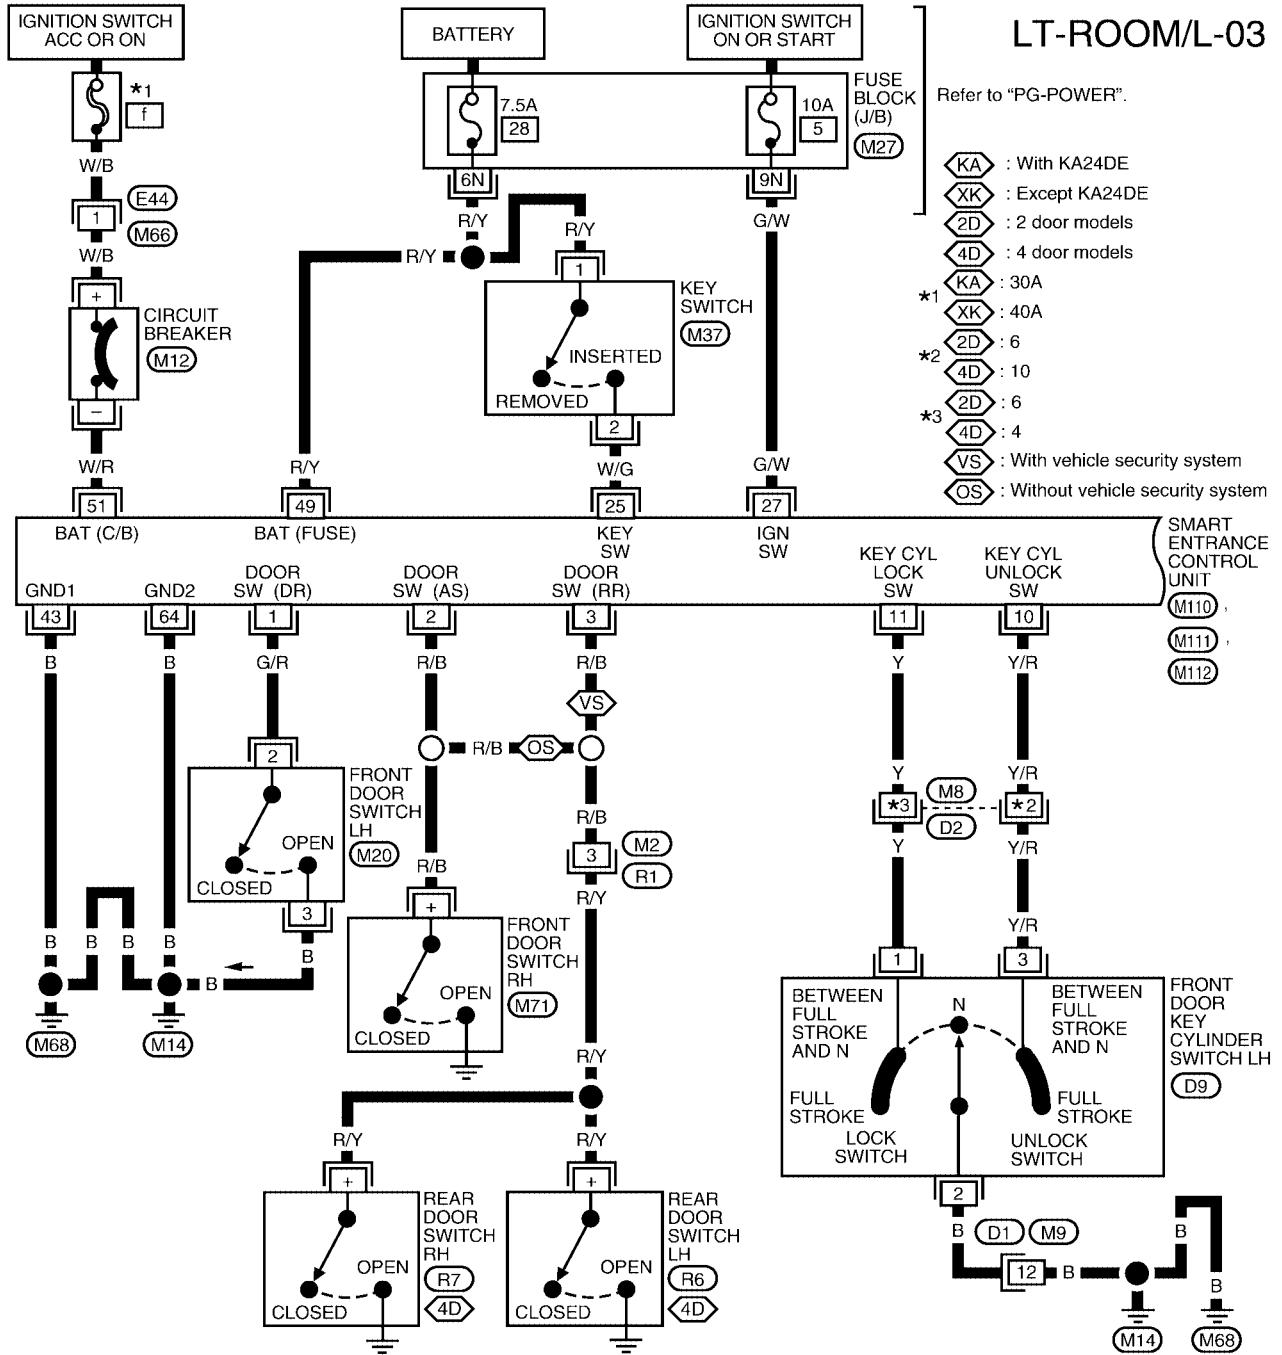 IGNITION SWITCH
ACC OR ON
BATTERY
IGNITION SWITCH
ON OR START
LT-ROOM/L-03
*1
f
7.5A
28
10A
5
FUSE
BLOCK
(J/B)
M27
Refer to “PG-POWER”.
W/B
6N
9N
1
E44
M66
R/Y
R/Y
G/W
W/B
R/Y
KA : With KA24DE
XK : Except KA24DE
2D : 2 door models
4D : 4 door models
*1
KA : 30A
XK : 40A
*2
2D : 6
4D : 10
*3
2D : 6
4D : 4
VS : With vehicle security system
OS : Without vehicle security system
+
CIRCUIT
BREAKER
M12
−
1
KEY
SWITCH
M37
INSERTED
REMOVED
2
W/R
R/Y
W/G
G/W
51
49
25
27
BAT (C/B)
BAT (FUSE)
KEY
SW
IGN
SW
SMART
ENTRANCE
CONTROL
UNIT
M110 ,
M111 ,
M112
GND1
GND2
DOOR
SW (DR)
DOOR
SW (AS)
DOOR
SW (RR)
KEY CYL
LOCK
SW
KEY CYL
UNLOCK
SW
43
64
1
2
3
11
10
B
B
G/R
R/B
R/B
Y
Y/R
VS
R/B
OS
2
FRONT
DOOR
SWITCH
LH
M20
OPEN
CLOSED
3
R/B
R/B
3
M2
R1
R/Y
Y
Y/R
*3
M8
D2
*2
Y
Y/R
Y/R
B
B
B
B
B
B
M68
M14
+
FRONT
DOOR
SWITCH
RH
M71
OPEN
CLOSED
1
3
BETWEEN
FULL
STROKE
AND N
N
BETWEEN
FULL
STROKE
AND N
FULL
STROKE
FULL
STROKE
LOCK
SWITCH
UNLOCK
SWITCH
FRONT
DOOR
KEY
CYLINDER
SWITCH LH
D9
R/Y
R/Y
R/Y
+
REAR
DOOR
SWITCH
RH
R7
4D
OPEN
CLOSED
+
REAR
DOOR
SWITCH
LH
R6
4D
OPEN
CLOSED
2
B
D1
M9
12
B
B
B
M14
M68